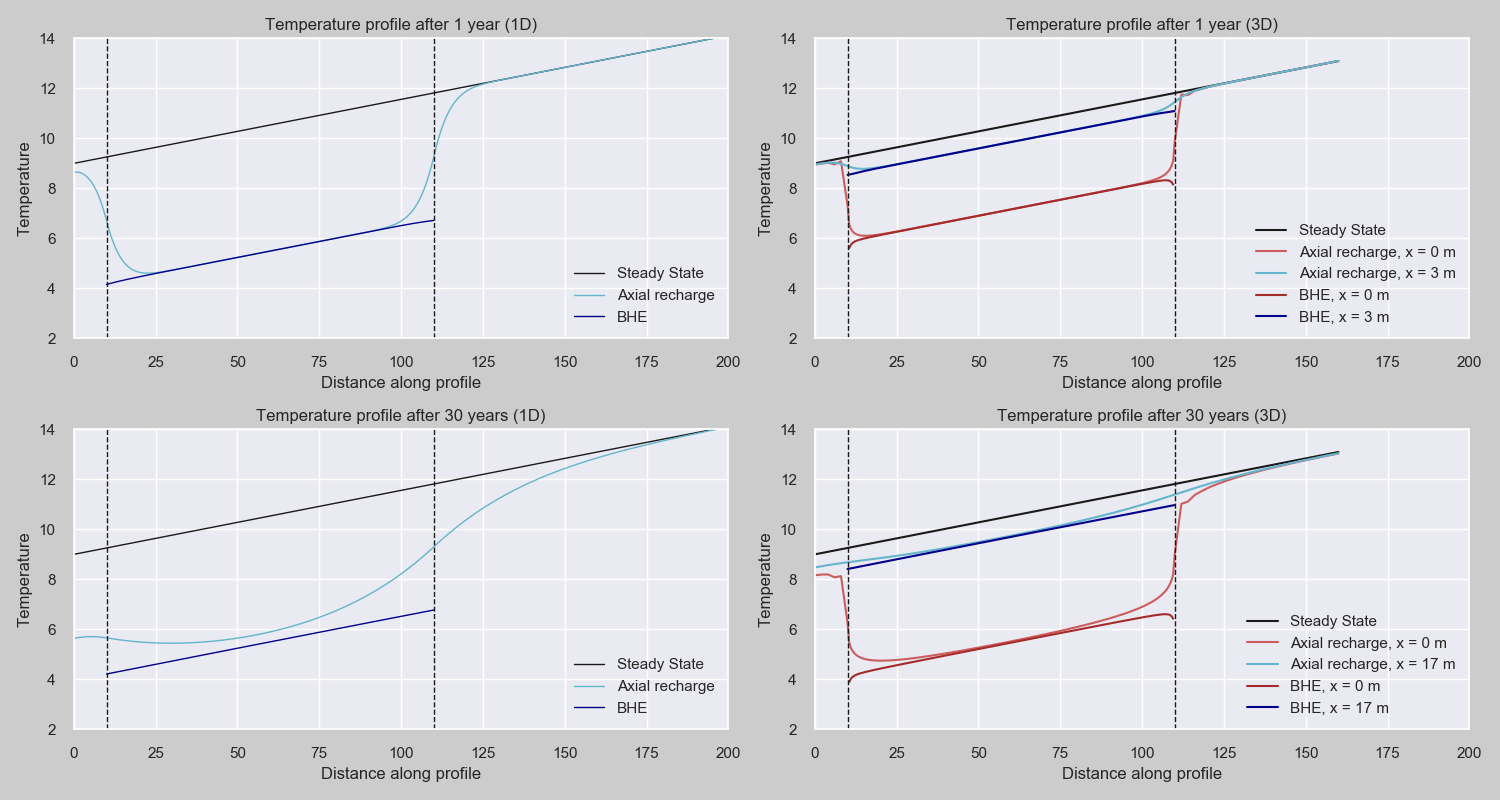 Temperature profile after 1 year (1D)
Temperature
14
12
10
8
6
4
2
Steady State
Axial recharge
BHE
0 25 50 75 100 125 150 175 200
Distance along profile
Temperature profile after 1 year (3D)
Temperature
14
12
10
8
6
4
2
Steady State
Axial recharge, x = 0 m
Axial recharge, x = 3 m
BHE, x = 0 m
BHE, x = 3 m
0 25 50 75 100 125 150 175 200
Distance along profile
Temperature profile after 30 years (1D)
Temperature
14
12
10
8
6
4
2
Steady State
Axial recharge
BHE
0 25 50 75 100 125 150 175 200
Distance along profile
Temperature profile after 30 years (3D)
Temperature
14
12
10
8
6
4
2
Steady State
Axial recharge, x = 0 m
Axial recharge, x = 17 m
BHE, x = 0 m
BHE, x = 17 m
0 25 50 75 100 125 150 175 200
Distance along profile